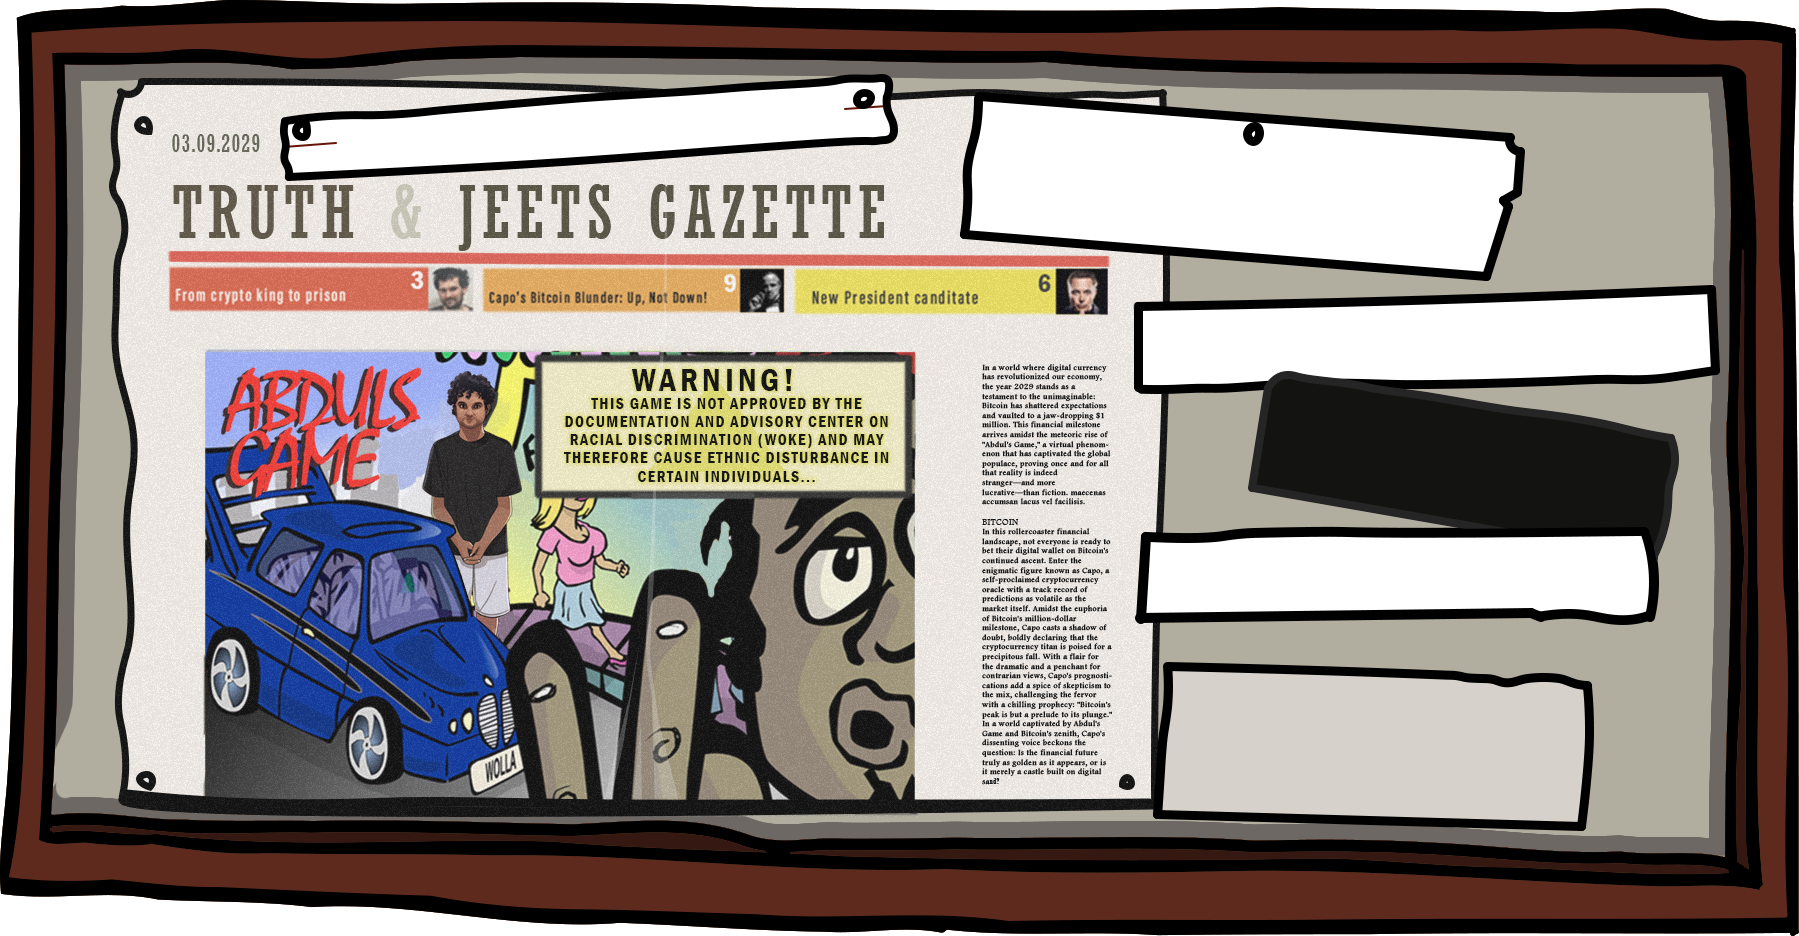 03.09.2029
TRUTH & JEETS GAZETTE
From crypto king to prison 3
Capo's Bitcoin Blunder: Up, Not Down! 9
New President canditate 6
ABDULS
GAME
WARNING!
THIS GAME IS NOT APPROVED BY THE
DOCUMENTATION AND ADVISORY CENTER ON
RACIAL DISCRIMINATION (WOKE) AND MAY
THEREFORE CAUSE ETHNIC DISTURBANCE IN
CERTAIN INDIVIDUALS...
WOLLA
In a world where digital currency
has revolutionized our economy,
the year 2029 stands as a
testament to the unimaginable:
Bitcoin has shattered expectations
and vaulted to a jaw-dropping $1
million. This financial milestone
arrives amidst the meteoric rise of
"Abdul's Game," a virtual phenom-
enon that has captivated the global
populace, proving once and for all
that reality is indeed
stranger—and more
lucrative—than fiction. maecenas
accumsan lacus vel facilisis.
BITCOIN
In this rollercoaster financial
landscape, not everyone is ready to
bet their digital wallet on Bitcoin's
continued ascent. Enter the
enigmatic figure known as Capo, a
self-proclaimed cryptocurrency
oracle with a track record of
predictions as volatile as the
market itself. Amidst the euphoria
of Bitcoin's million-dollar
milestone, Capo casts a shadow of
doubt, boldly declaring that the
cryptocurrency titan is poised for a
precipitous fall. With a flair for
the dramatic and a penchant for
contrarian views, Capo's prognosti-
cations add a spice of skepticism to
the mix, challenging the fervor
with a chilling prophecy: "Bitcoin's
peak is but a prelude to its plunge."
In a world captivated by Abdul's
Game and Bitcoin's zenith, Capo's
dissenting voice beckons the
question: Is the financial future
truly as golden as it appears, or is
it merely a castle built on digital
sand?